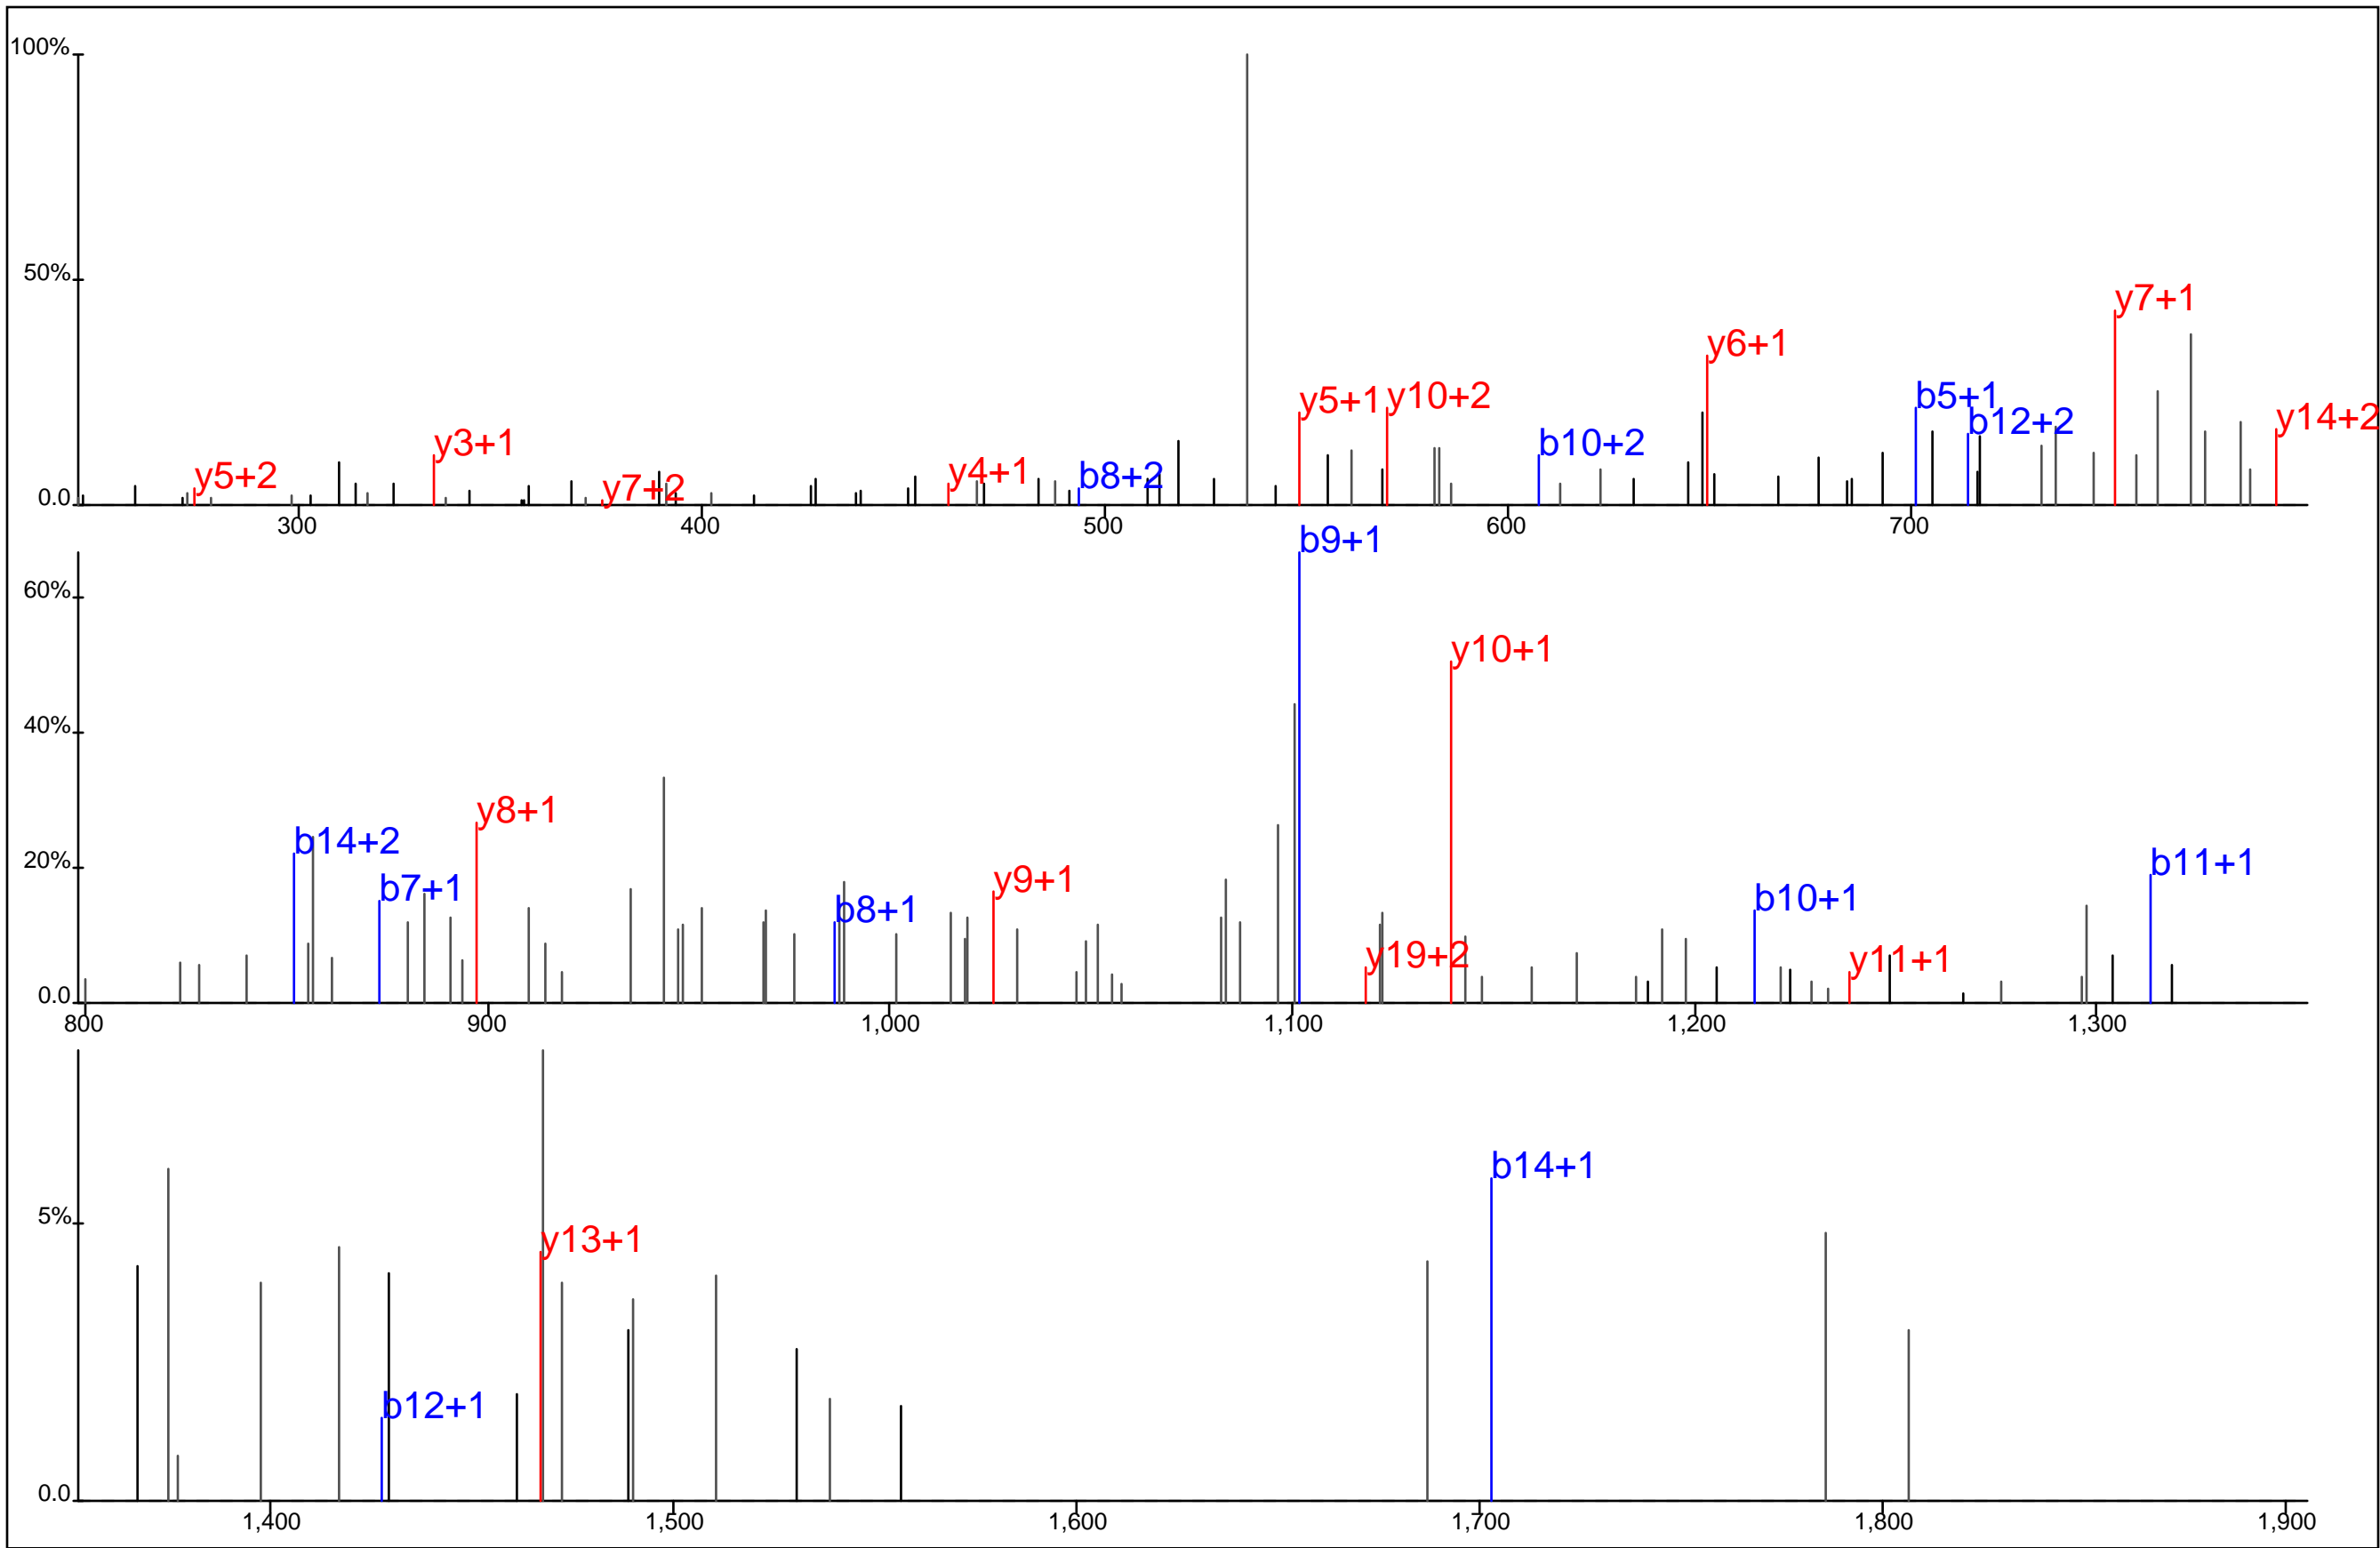 100%
50%
0.0
y5+2
y3+1
y7+2
y4+1
b8+2
y5+1
y10+2
b10+2
y6+1
b5+1
b12+2
y7+1
y14+2
300
400
500
600
700
60%
40%
20%
0.0
b14+2
b7+1
y8+1
b8+1
y9+1
b9+1
y19+2
y10+1
b10+1
y11+1
b11+1
800
900
1,000
1,100
1,200
1,300
5%
0.0
b12+1
y13+1
b14+1
1,400
1,500
1,600
1,700
1,800
1,900